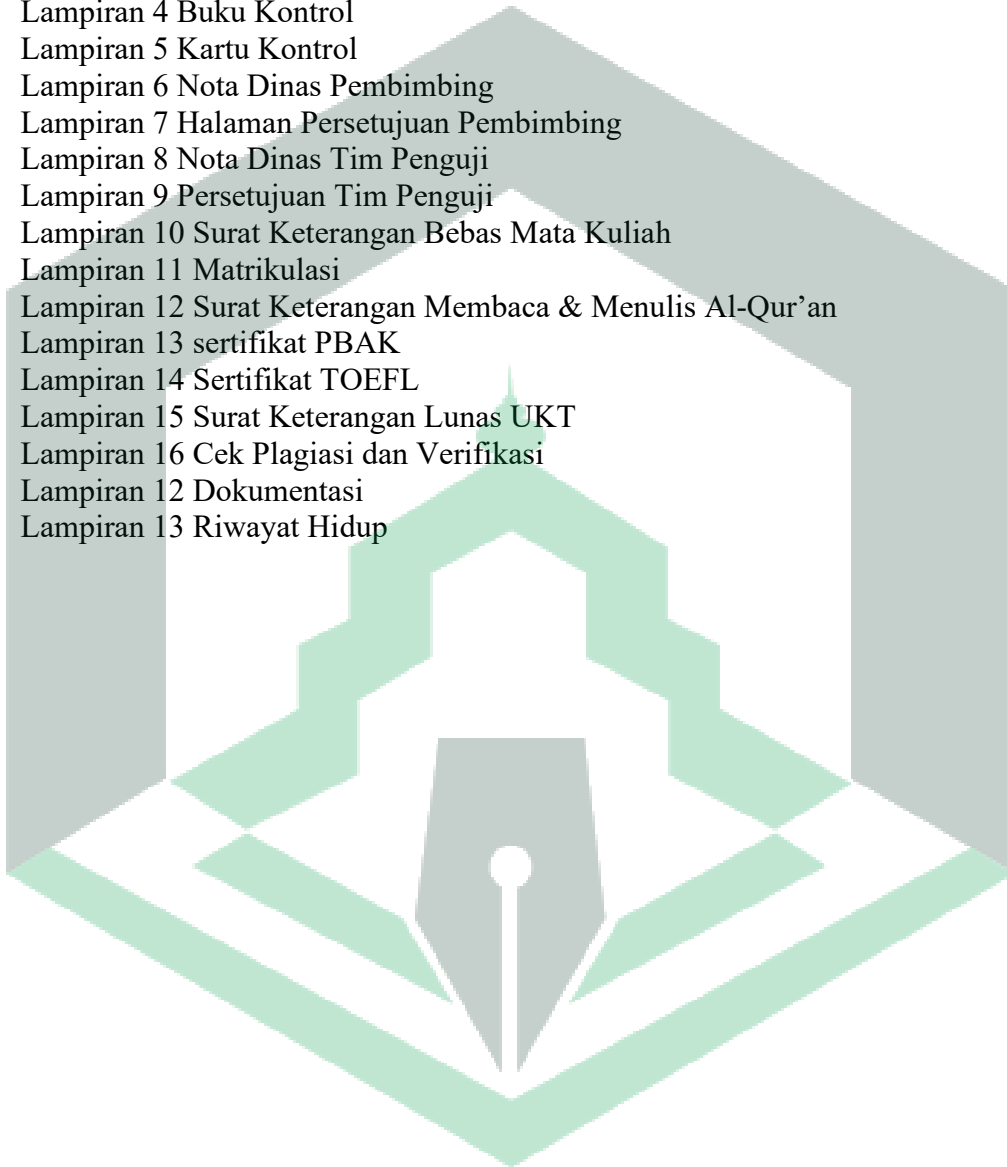 Lampiran 4 Buku Kontrol
Lampiran 5 Kartu Kontrol
Lampiran 6 Nota Dinas Pembimbing
Lampiran 7 Halaman Persetujuan Pembimbing
Lampiran 8 Nota Dinas Tim Penguji
Lampiran 9 Persetujuan Tim Penguji
Lampiran 10 Surat Keterangan Bebas Mata Kuliah
Lampiran 11 Matrikulasi
Lampiran 12 Surat Keterangan Membaca & Menulis Al-Qur’an
Lampiran 13 sertifikat PBAK
Lampiran 14 Sertifikat TOEFL
Lampiran 15 Surat Keterangan Lunas UKT
Lampiran 16 Cek Plagiasi dan Verifikasi
Lampiran 12 Dokumentasi
Lampiran 13 Riwayat Hidup